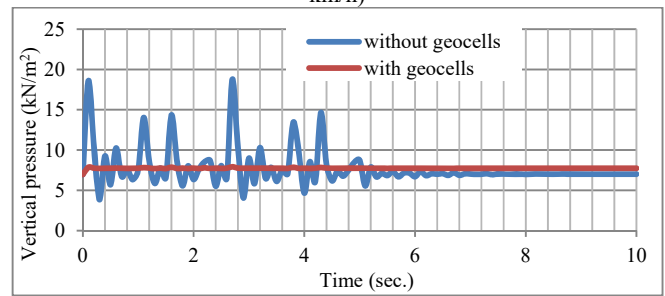 km/h)
25
20
15
10
5
0
Vertical pressure (kN/m²)
without geocells
with geocells
0 2 4 6 8 10
Time (sec.)